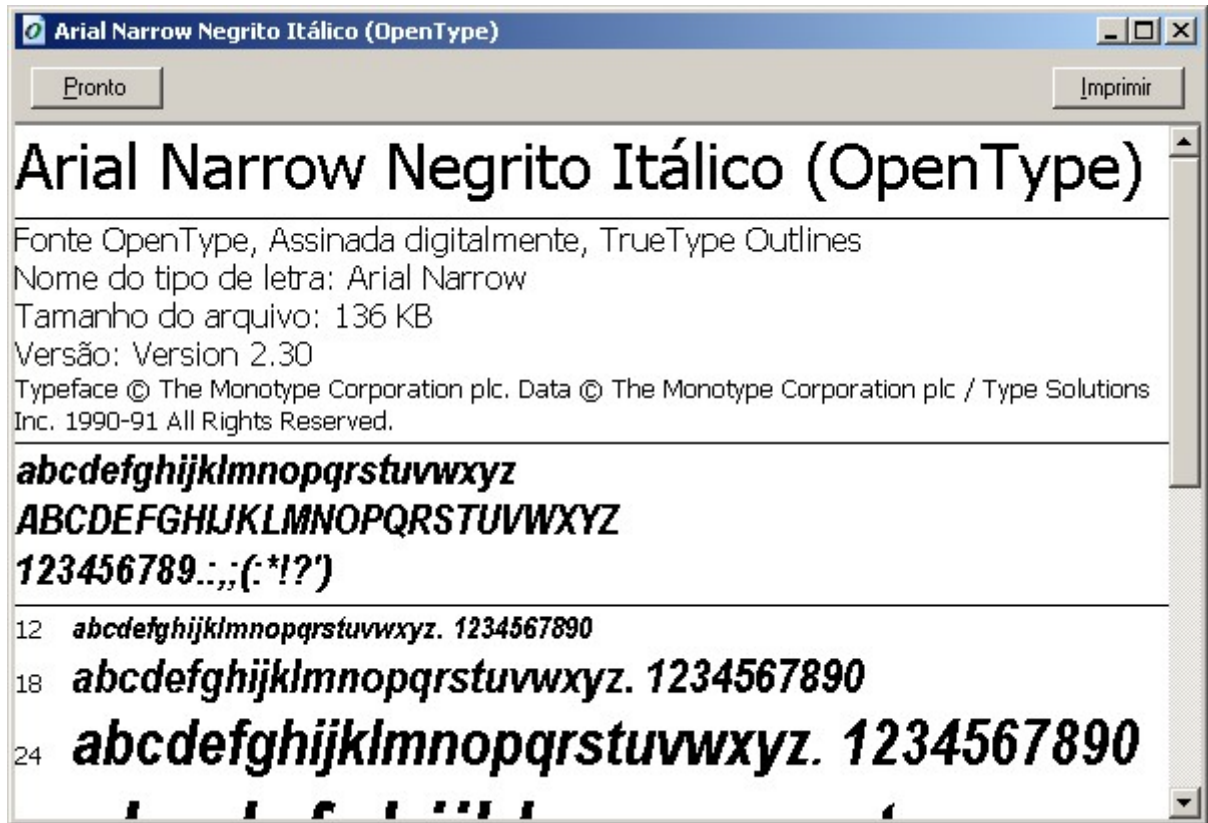 Arial Narrow Negrito Itálico (OpenType)
Pronto
Imprimir
Arial Narrow Negrito Itálico (OpenType)
Fonte OpenType, Assinada digitalmente, TrueType Outlines
Nome do tipo de letra: Arial Narrow
Tamanho do arquivo: 136 KB
Versão: Version 2.30
Typeface © The Monotype Corporation plc. Data © The Monotype Corporation plc / Type Solutions
Inc. 1990-91 All Rights Reserved.
abcdefghijklmnopqrstuvwxyz
ABCDEFGHIJKLMNOPQRSTUVWXYZ
123456789.:,;(:*!?')
12 abcdefghijklmnopqrstuvwxyz. 1234567890
18 abcdefghijklmnopqrstuvwxyz. 1234567890
24 abcdefghijklmnopqrstuvwxyz. 1234567890